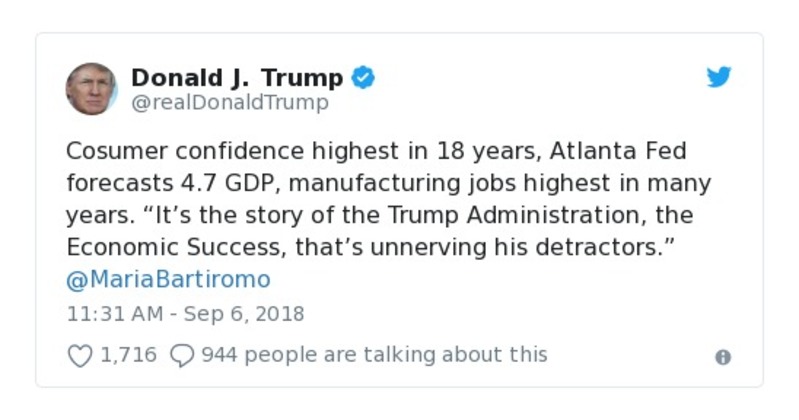 Donald J. Trump
@realDonaldTrump
Cosumer confidence highest in 18 years, Atlanta Fed
forecasts 4.7 GDP, manufacturing jobs highest in many
years. “It’s the story of the Trump Administration, the
Economic Success, that’s unnerving his detractors.”
@MariaBartiromo
11:31 AM - Sep 6, 2018
1,716 944 people are talking about this